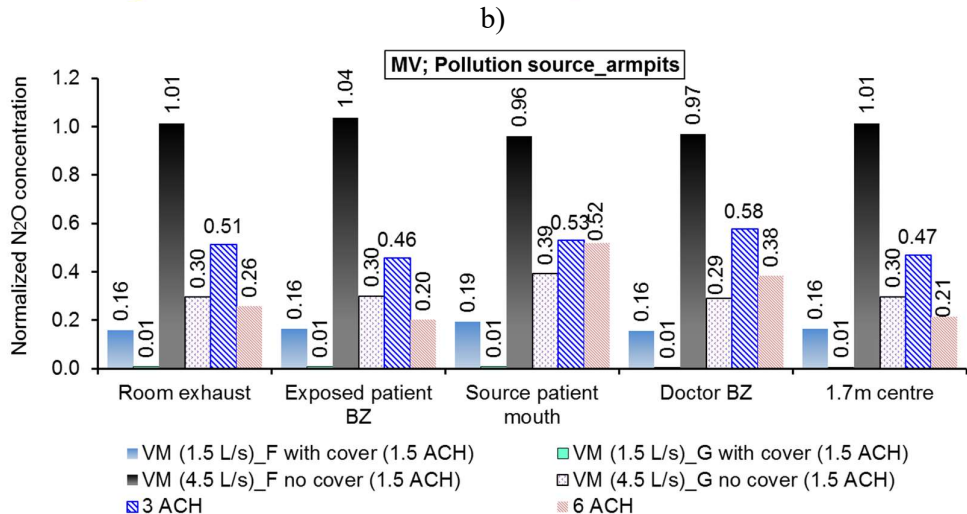 b)
MV; Pollution source_armpits
Normalized N2O concentration
1.2
1.0
0.8
0.6
0.4
0.2
0.0
0.16
0.01
1.01
0.30
0.51
0.26
0.16
0.01
1.04
0.30
0.46
0.20
0.19
0.01
0.96
0.39
0.53
0.52
0.16
0.01
0.97
0.29
0.58
0.38
0.16
0.01
1.01
0.30
0.47
0.21
Room exhaust
Exposed patient BZ
Source patient mouth
Doctor BZ
1.7m centre
VM (1.5 L/s)_F with cover (1.5 ACH)
VM (1.5 L/s)_G with cover (1.5 ACH)
VM (4.5 L/s)_F no cover (1.5 ACH)
VM (4.5 L/s)_G no cover (1.5 ACH)
3 ACH
6 ACH